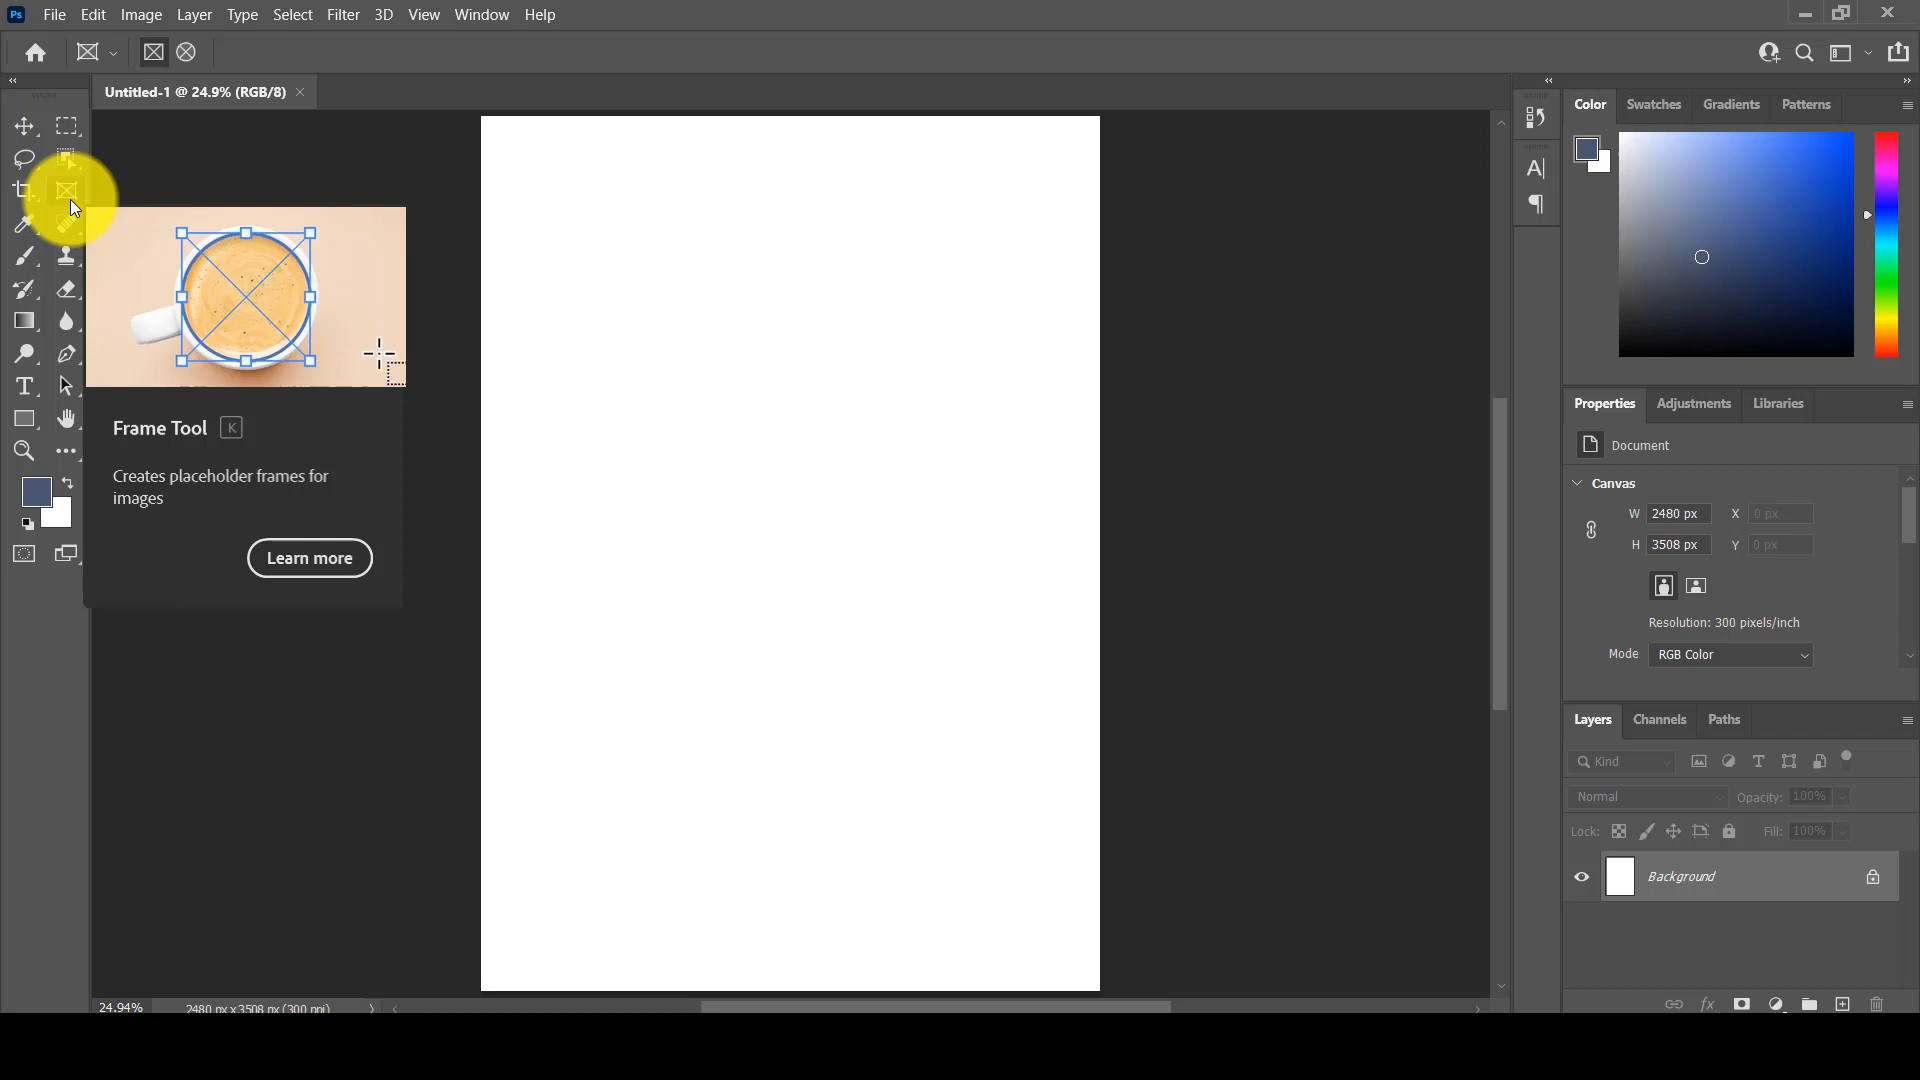 Ps File Edit Image Layer Type Select Filter 3D View Window Help
Untitled-1 @ 24.9% (RGB/8)
Frame Tool K
Creates placeholder frames for
images
Learn more
24.94% 2480 px x 3508 px (300 ppi)
Color Swatches Gradients Patterns
Properties Adjustments Libraries
Document
Canvas
W 2480 px X 0 px
H 3508 px Y 0 px
Resolution: 300 pixels/inch
Mode RGB Color
Layers Channels Paths
Kind
Normal Opacity: 100%
Lock: Fill: 100%
Background